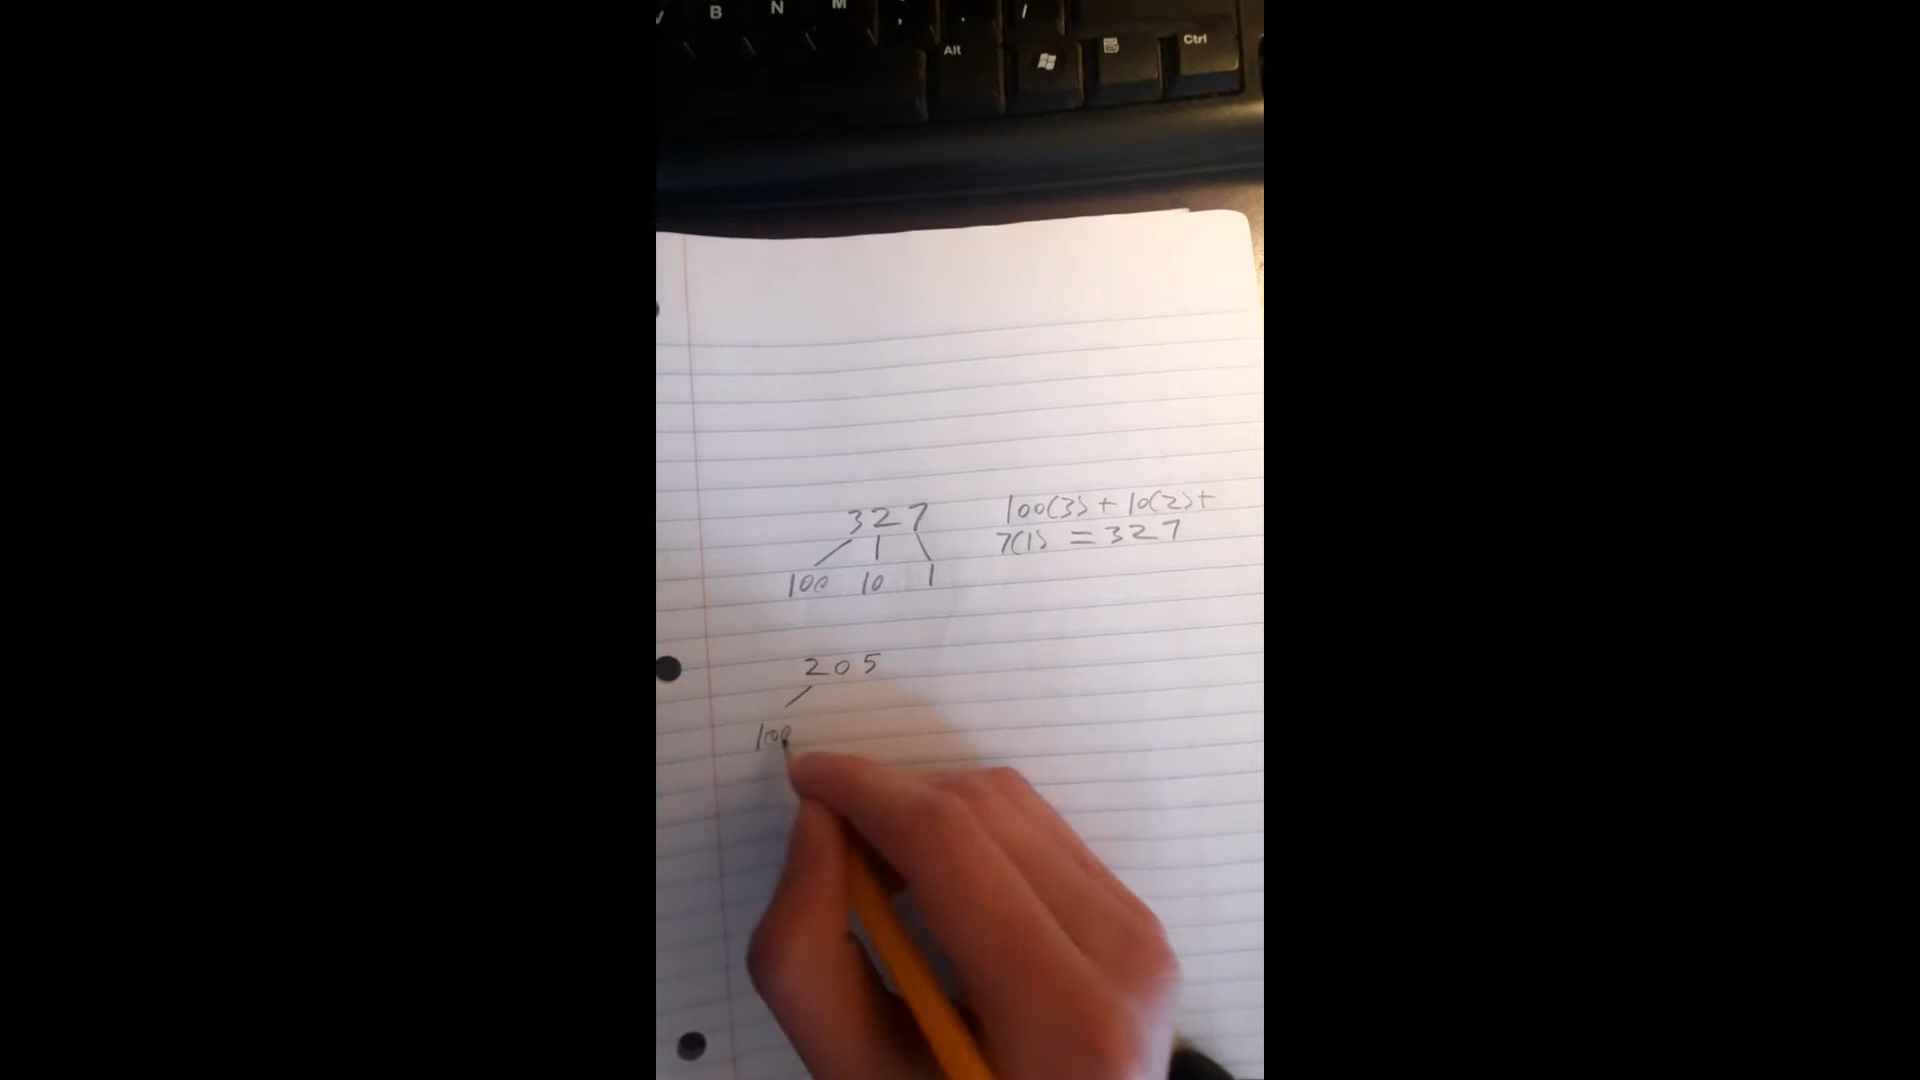 V B N M , . /
Alt Ctrl
327 100(3) + 10(2) +
7(1) = 327
100 10 1
205
100